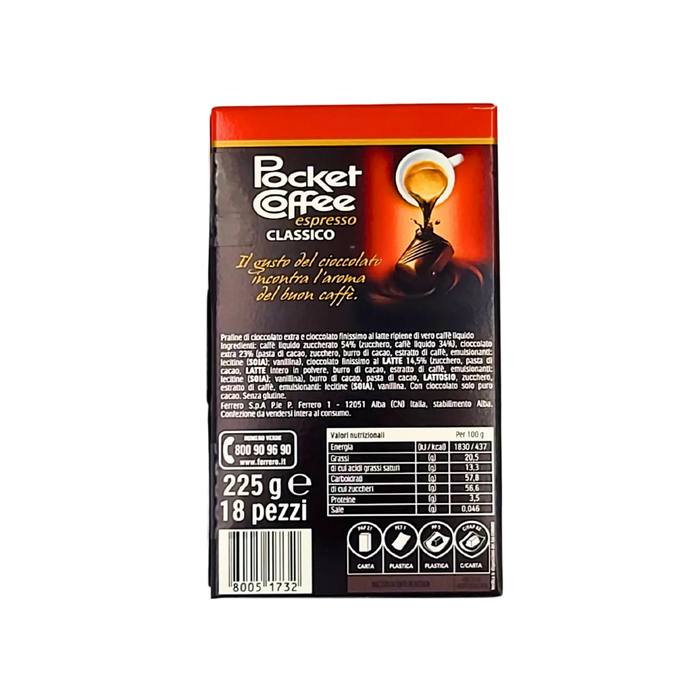 Pocket
Coffee
espresso
CLASSICO
Il gusto del cioccolato
incontra l'aroma
del buon caffè.
Praline di cioccolato extra e cioccolato finissimo al latte ripiene di vero caffè liquido
Ingredienti: caffè liquido zuccherato 54% (zucchero, caffè liquido 34%), cioccolato
extra 23% (pasta di cacao, zucchero, burro di cacao, estratto di caffè, emulsionanti:
lecitine (SOIA); vanillina), cioccolato finissimo al LATTE 14,5% (zucchero, pasta di
cacao, LATTE intero in polvere, burro di cacao, estratto di caffè, emulsionanti:
lecitine (SOIA); vanillina), burro di cacao, pasta di cacao, LATTOSIO, zucchero,
estratto di caffè, emulsionanti: lecitine (SOIA), vanillina. Con cioccolato solo puro
cacao. Senza glutine.
Ferrero S.p.A P.le P. Ferrero 1 - 12051 Alba (CN) Italia, stabilimento Alba.
Confezione da vendersi intera al consumo.
NUMERO VERDE
800 90 96 90
www.ferrero.it
225 g e
18 pezzi
Valori nutrizionali Per 100 g
Energia (kJ / kcal) 1830 / 437
Grassi (g) 20,5
di cui acidi grassi saturi (g) 13,3
Carboidrati (g) 57,8
di cui zuccheri (g) 56,6
Proteine (g) 3,5
Sale (g) 0,046
PAP 21 PET 1 PP 5 C/PAP 82
CARTA PLASTICA PLASTICA C/CARTA
8005 1732